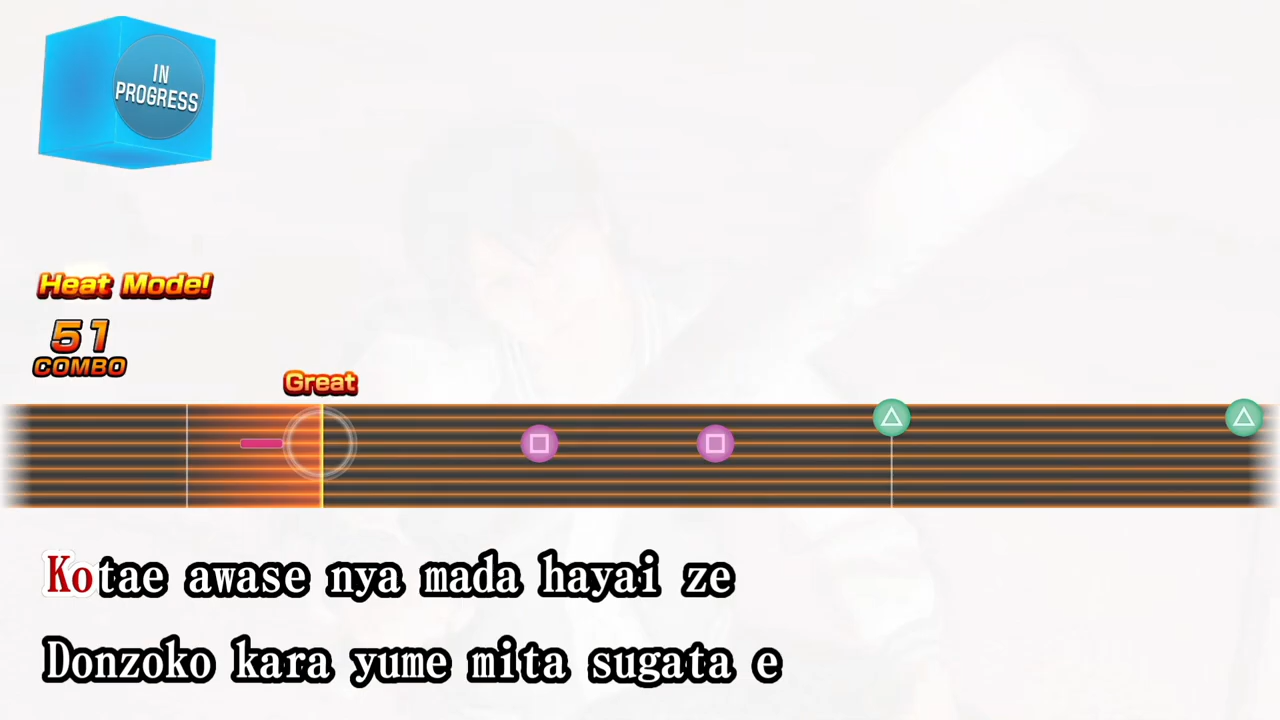 IN
PROGRESS
Heat Mode!
51
COMBO
Great
Kotae awase nya mada hayai ze
Donzoko kara yume mita sugata e